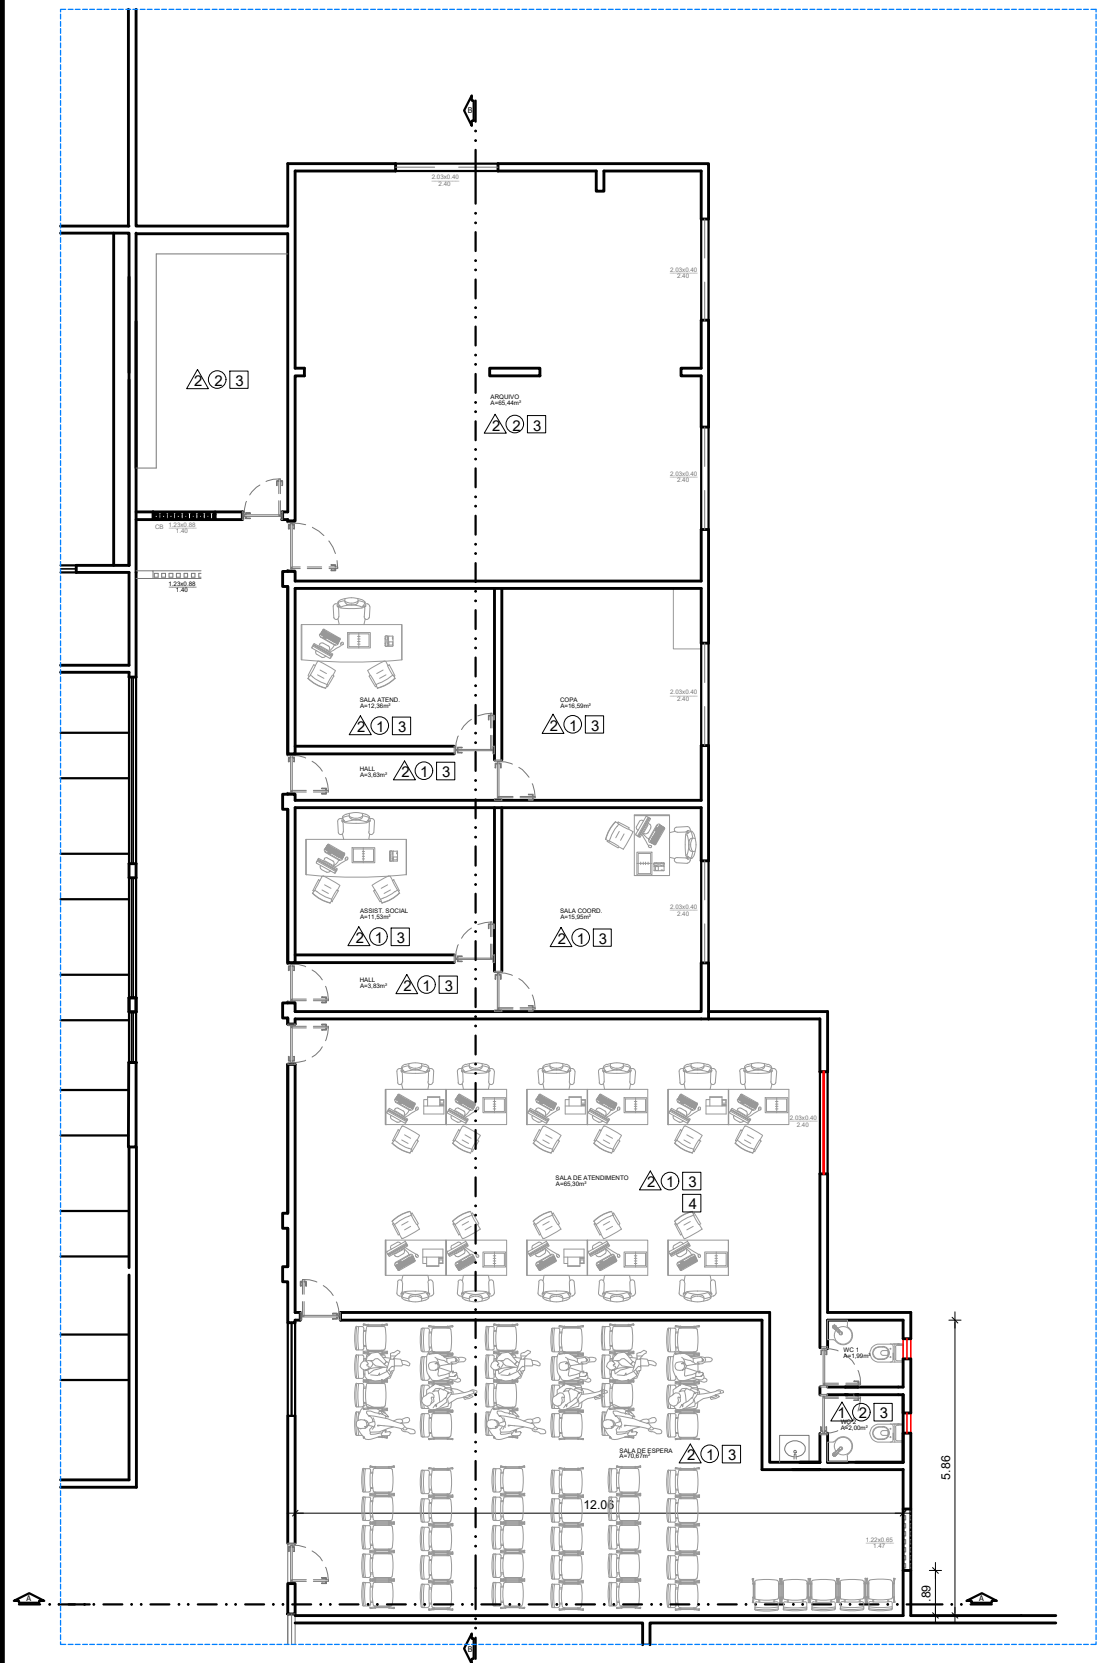 B
2.03x0.40
2.40
2.03x0.40
2.40
2 2 3
ARQUIVO
A=65,44m²
2 2 3
2.03x0.40
2.40
CB 1.23x0.88
1.40
1.23x0.88
1.40
SALA ATEND.
A=12,36m²
2 1 3
COPA
A=16,59m²
2 1 3
2.03x0.40
2.40
HALL
A=3,63m²
2 1 3
ASSIST. SOCIAL
A=11,53m²
2 1 3
SALA COORD.
A=15,95m²
2 1 3
2.03x0.40
2.40
HALL
A=3,83m²
2 1 3
2.03x0.40
2.40
SALA DE ATENDIMENTO
A=65,30m²
2 1 3
4
WC 1
A=1,99m²
1 2 3
WC 2
A=2,00m²
SALA DE ESPERA
A=70,67m²
2 1 3
5.86
12.06
1.22x0.65
1.47
.89
A
A
B